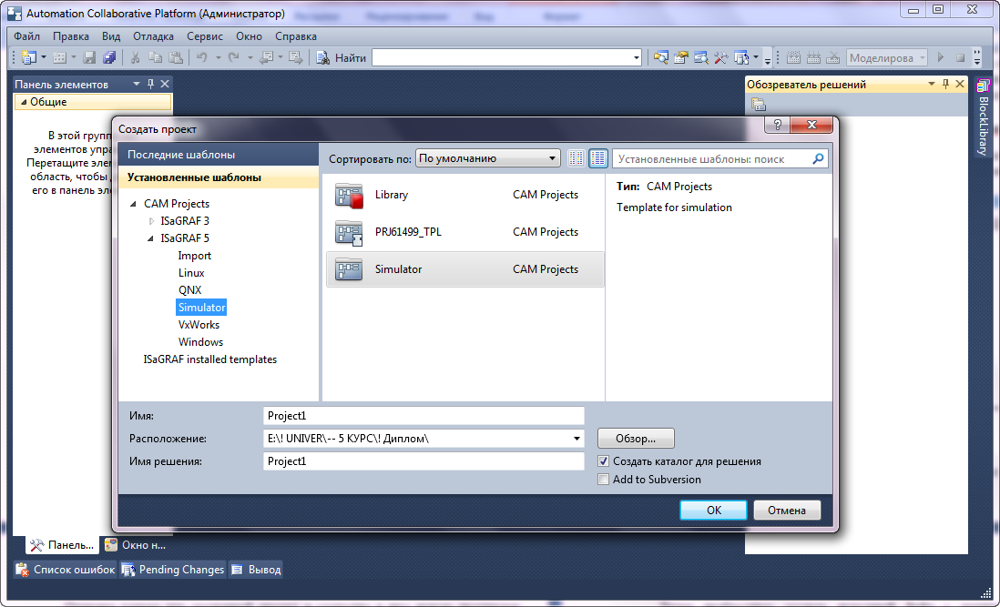 Automation Collaborative Platform (Администратор)
Файл Правка Вид Отладка Сервис Окно Справка
Найти
Моделирова
Панель элементов
Общие
В этой групп
элементов упра
Перетащите элем
область, чтобы
его в панель эле
Обозреватель решений
BlockLibrary
Создать проект
Последние шаблоны
Установленные шаблоны
CAM Projects
ISaGRAF 3
ISaGRAF 5
Import
Linux
QNX
Simulator
VxWorks
Windows
ISaGRAF installed templates
Сортировать по: По умолчанию
Установленные шаблоны: поиск
Library CAM Projects
PRJ61499_TPL CAM Projects
Simulator CAM Projects
Тип: CAM Projects
Template for simulation
Имя: Project1
Расположение: E:\! UNIVER\-- 5 КУРС\! Диплом\
Обзор...
Имя решения: Project1
Создать каталог для решения
Add to Subversion
OK Отмена
Панель... Окно н...
Список ошибок Pending Changes Вывод